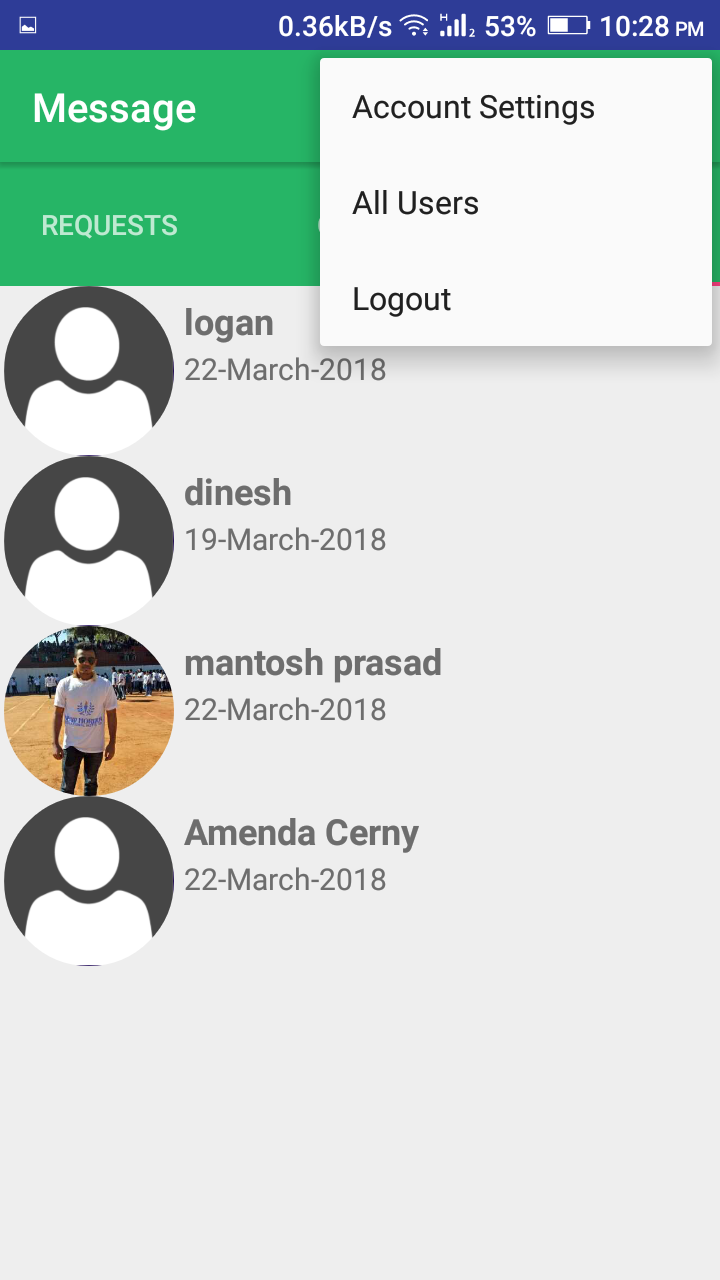 0.36kB/s H 2 53% 10:28 PM
Message
Account Settings
All Users
Logout
REQUESTS
logan
22-March-2018
dinesh
19-March-2018
mantosh prasad
22-March-2018
Amenda Cerny
22-March-2018